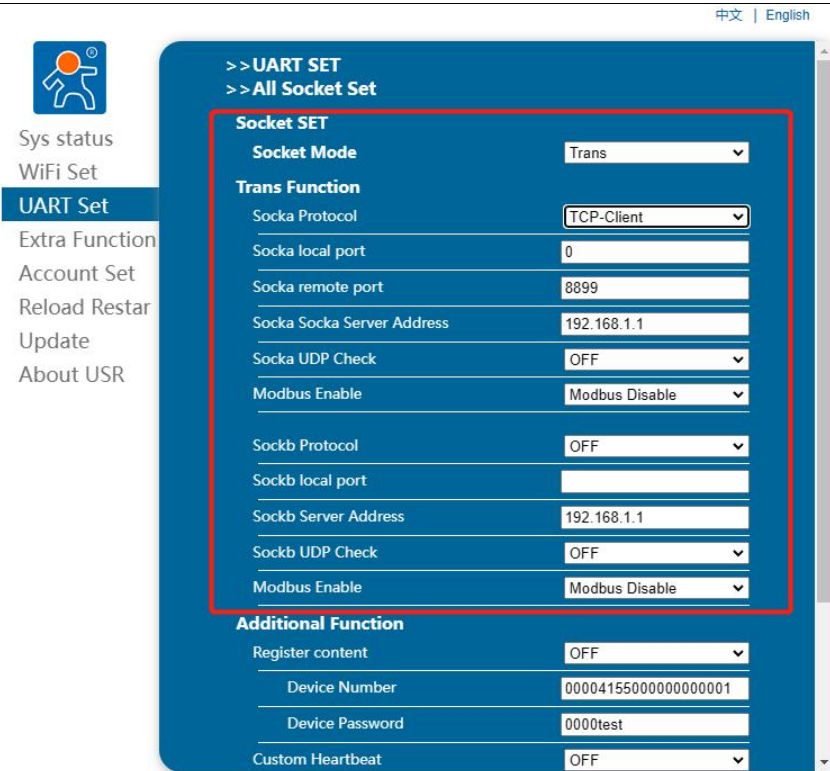 中文 | English
®
Sys status
WiFi Set
UART Set
Extra Function
Account Set
Reload Restar
Update
About USR
>>UART SET
>>All Socket Set
Socket SET
Socket Mode Trans
Trans Function
Socka Protocol TCP-Client
Socka local port 0
Socka remote port 8899
Socka Socka Server Address 192.168.1.1
Socka UDP Check OFF
Modbus Enable Modbus Disable
Sockb Protocol OFF
Sockb local port
Sockb Server Address 192.168.1.1
Sockb UDP Check OFF
Modbus Enable Modbus Disable
Additional Function
Register content OFF
Device Number 00004155000000000001
Device Password 0000test
Custom Heartbeat OFF